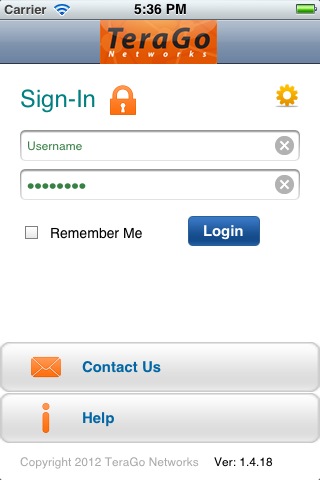 Carrier 5:36 PM
TeraGo
Networks
Sign-In
Username
••••••••
Remember Me
Login
Contact Us
Help
Copyright 2012 TeraGo Networks Ver: 1.4.18